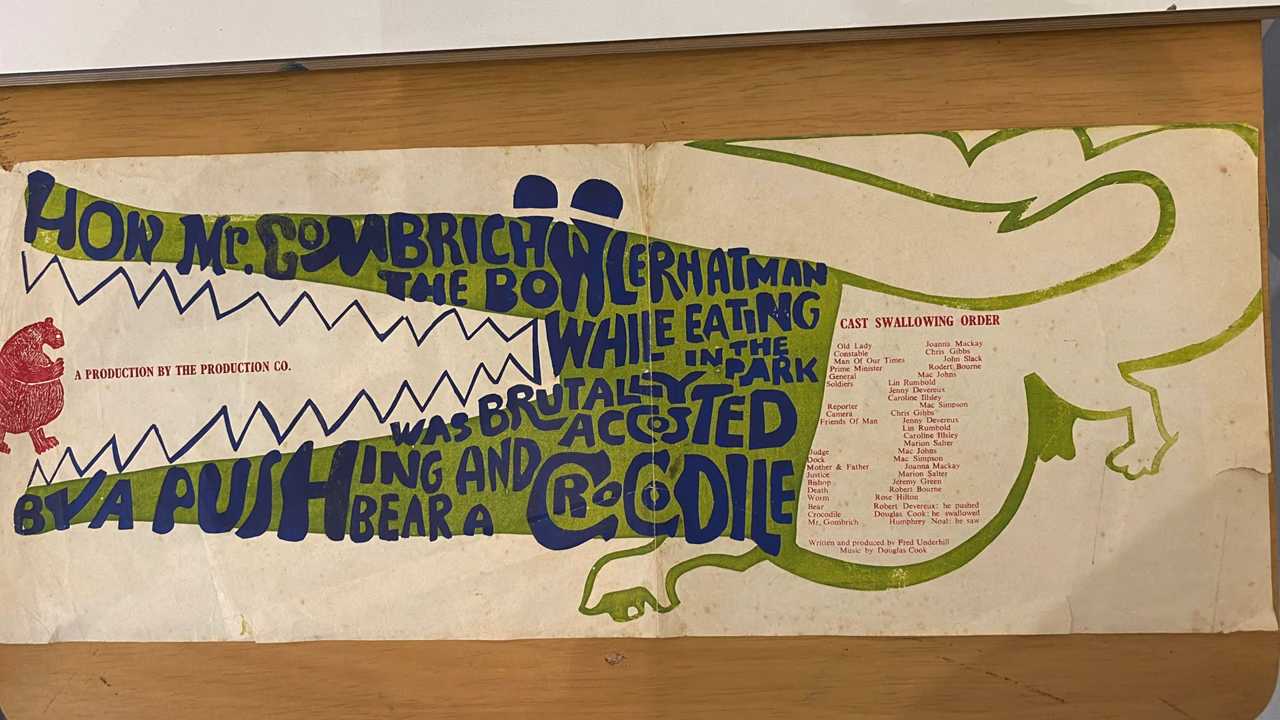 HOW Mr. GOMBRICH
THE BOWLERHATMAN
WHILE EATING
IN THE
PARK
WAS BRUTALLY
ACCOSTED
BY A PUSHING AND
BEAR A CROCODILE
A PRODUCTION BY THE PRODUCTION CO.
CAST SWALLOWING ORDER
Old Lady Joanna Mackay
Constable Chris Gibbs
Man Of Our Times John Slack
Prime Minister Rodert Bourne
General Mac Johns
Soldiers Lin Rumbold
Jenny Devereux
Caroline Illsley
Reporter Mac Simpson
Camera Chris Gibbs
Friends Of Man Jenny Devereux
Lin Rumbold
Caroline Illsley
Marion Salter
Judge Mac Johns
Dock Mac Simpson
Mother & Father Joanna Mackay
Justice Marion Salter
Bishop Jeremy Green
Death Robert Bourne
Worm Rose Hilton
Bear Robert Devereux: he pushed
Crocodile Douglas Cook: he swallowed
Mr, Gombrich Humphrey Noal: he saw
Written and produced by Fred Underhill
Music by Douglas Cook